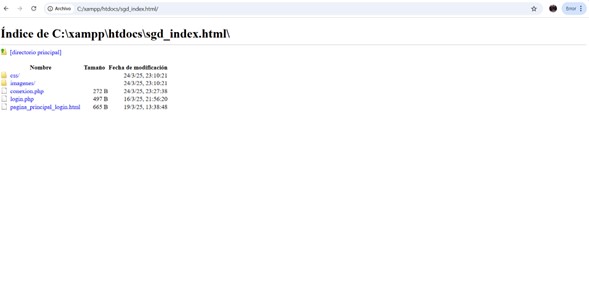 Archivo C:/xampp/htdocs/sgd_index.html/ Error
Índice de C:\xampp\htdocs\sgd_index.html\
[directorio principal]
Nombre Tamaño Fecha de modificación
css/ 24/3/25, 23:10:21
imagenes/ 24/3/25, 23:10:21
conexion.php 272 B 24/3/25, 23:27:38
login.php 497 B 16/3/25, 21:56:20
pagina_principal_login.html 665 B 19/3/25, 13:38:48